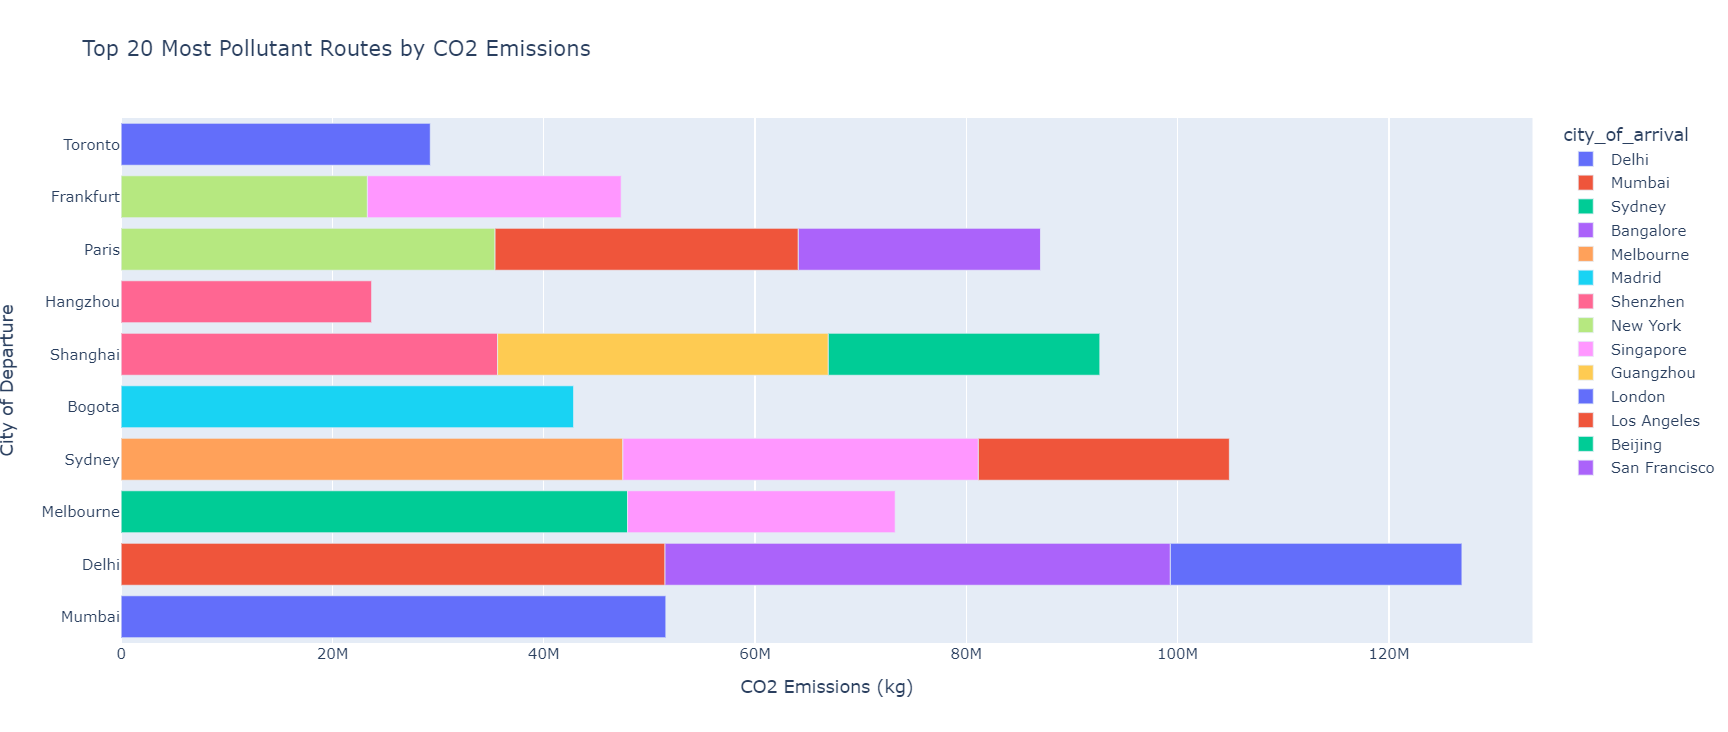 Top 20 Most Pollutant Routes by CO2 Emissions
City of Departure
Toronto
Frankfurt
Paris
Hangzhou
Shanghai
Bogota
Sydney
Melbourne
Delhi
Mumbai
0 20M 40M 60M 80M 100M 120M
CO2 Emissions (kg)
city_of_arrival
Delhi
Mumbai
Sydney
Bangalore
Melbourne
Madrid
Shenzhen
New York
Singapore
Guangzhou
London
Los Angeles
Beijing
San Francisco